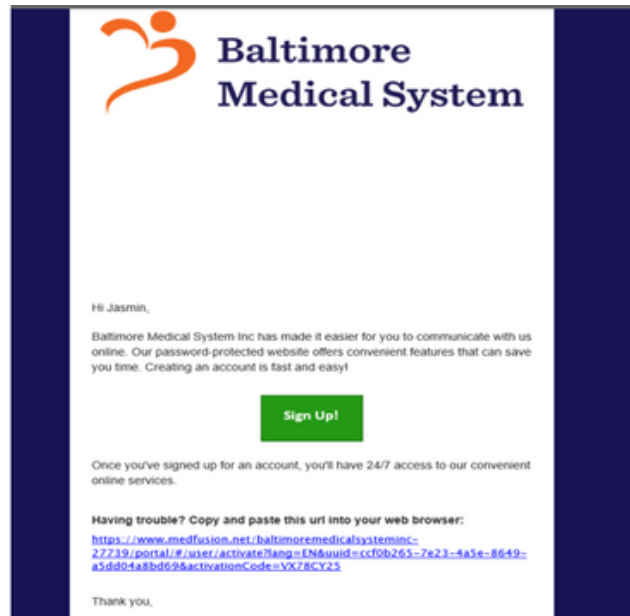 Baltimore
Medical System
Hi Jasmin,
Baltimore Medical System Inc has made it easier for you to communicate with us
online. Our password-protected website offers convenient features that can save
you time. Creating an account is fast and easy!
Sign Up!
Once you've signed up for an account, you'll have 24/7 access to our convenient
online services.
Having trouble? Copy and paste this url into your web browser:
https://www.medfusion.net/baltimoremedicalsysteminc-
27739/portal/#/user/activate?lang=EN&uuid=ccf0b265-7e23-4a5e-8649-
a5dd04a8bd69&activationCode=VX78CY25
Thank you,